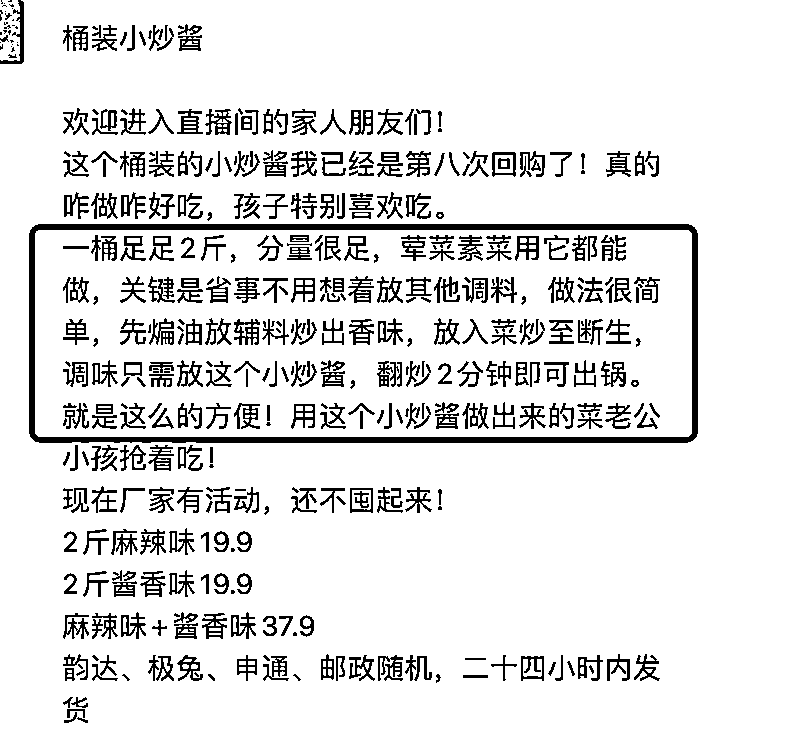 桶装小炒酱
欢迎进入直播间的家人朋友们！
这个桶装的小炒酱我已经是第八次回购了！真的
咋做咋好吃，孩子特别喜欢吃。
一桶足足2斤，分量很足，荤菜素菜用它都能
做，关键是省事不用想着放其他调料，做法很简
单，先煸油放辅料炒出香味，放入菜炒至断生，
调味只需放这个小炒酱，翻炒2分钟即可出锅。
就是这么的方便！用这个小炒酱做出来的菜老公
小孩抢着吃！
现在厂家有活动，还不囤起来！
2斤麻辣味19.9
2斤酱香味19.9
麻辣味+酱香味37.9
韵达、极兔、申通、邮政随机，二十四小时内发
货